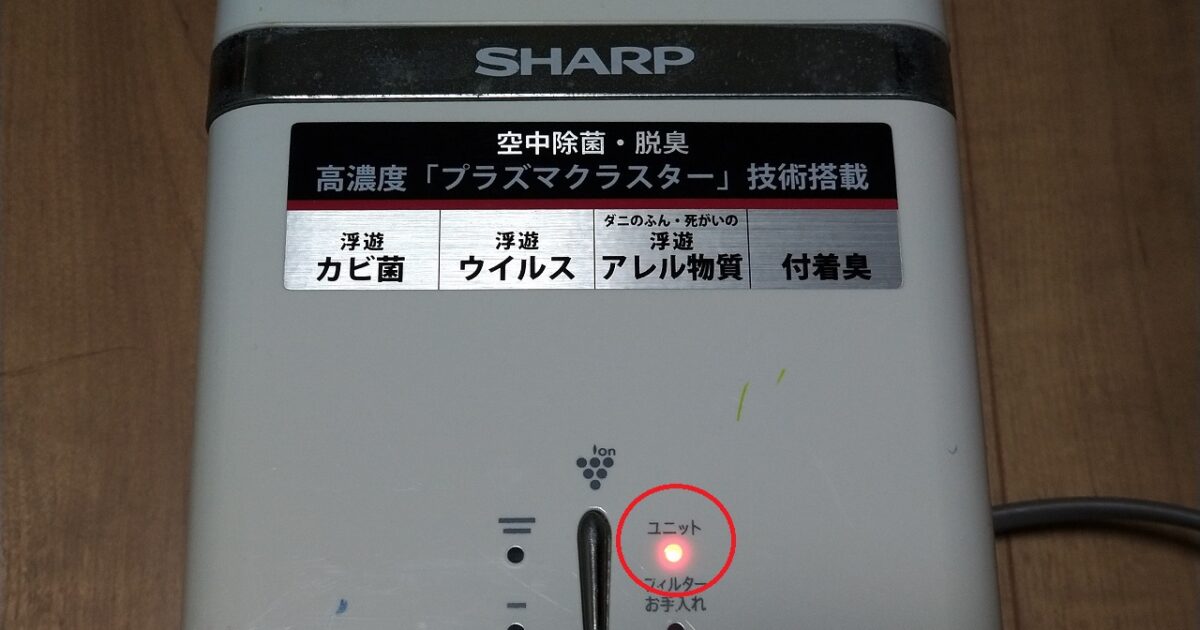 SHARP
空中除菌・脱臭
高濃度「プラズマクラスター」技術搭載
浮遊
カビ菌
浮遊
ウイルス
ダニのふん・死がいの
浮遊
アレル物質
付着臭
ion
ユニット
フィルター
お手入れ